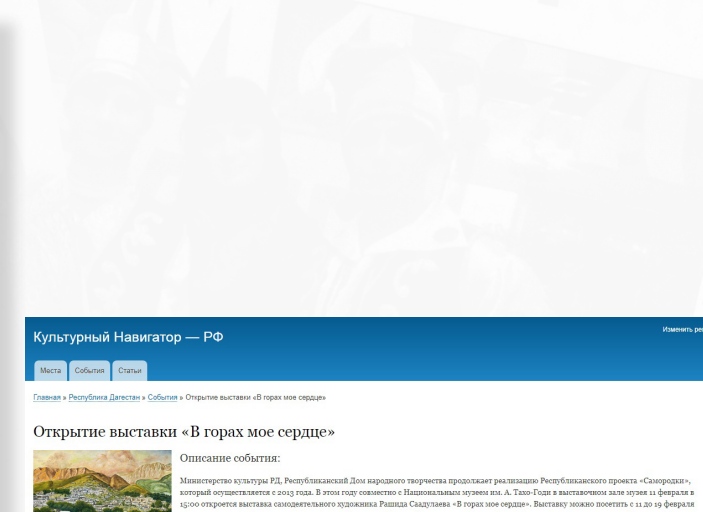 Изменить
Культурный Навигатор — РФ
Места События Статьи
Главная » Республика Дагестан » События » Открытие выставки «В горах мое сердце»
Открытие выставки «В горах мое сердце»
Описание события:
Министерство культуры РД, Республиканский Дом народного творчества продолжает реализацию Республиканского проекта «Самородки»,
который осуществляется с 2013 года. В этом году совместно с Национальным музеем им. А. Тахо-Годи в выставочном зале музея 11 февраля в
15:00 откроется выставка самодеятельного художника Рашида Саадулаева «В горах мое сердце». Выставку можно посетить с 11 до 19 февраля